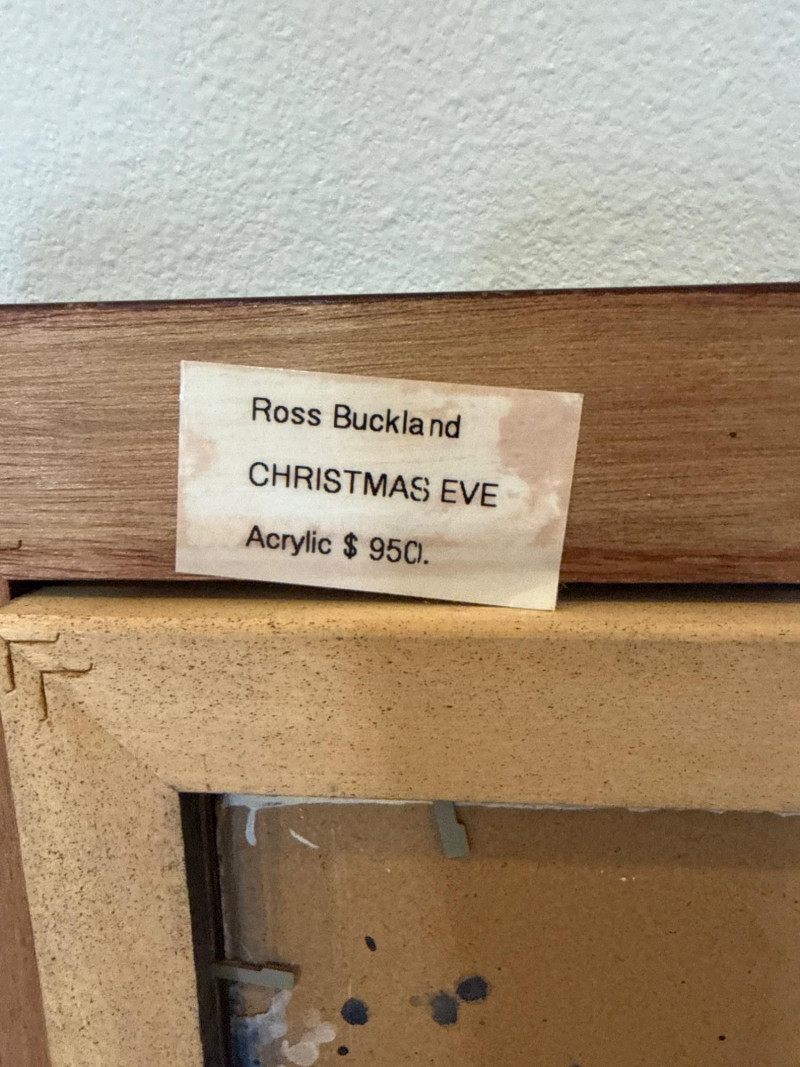 Ross Buckland
CHRISTMAS EVE
Acrylic $ 950.